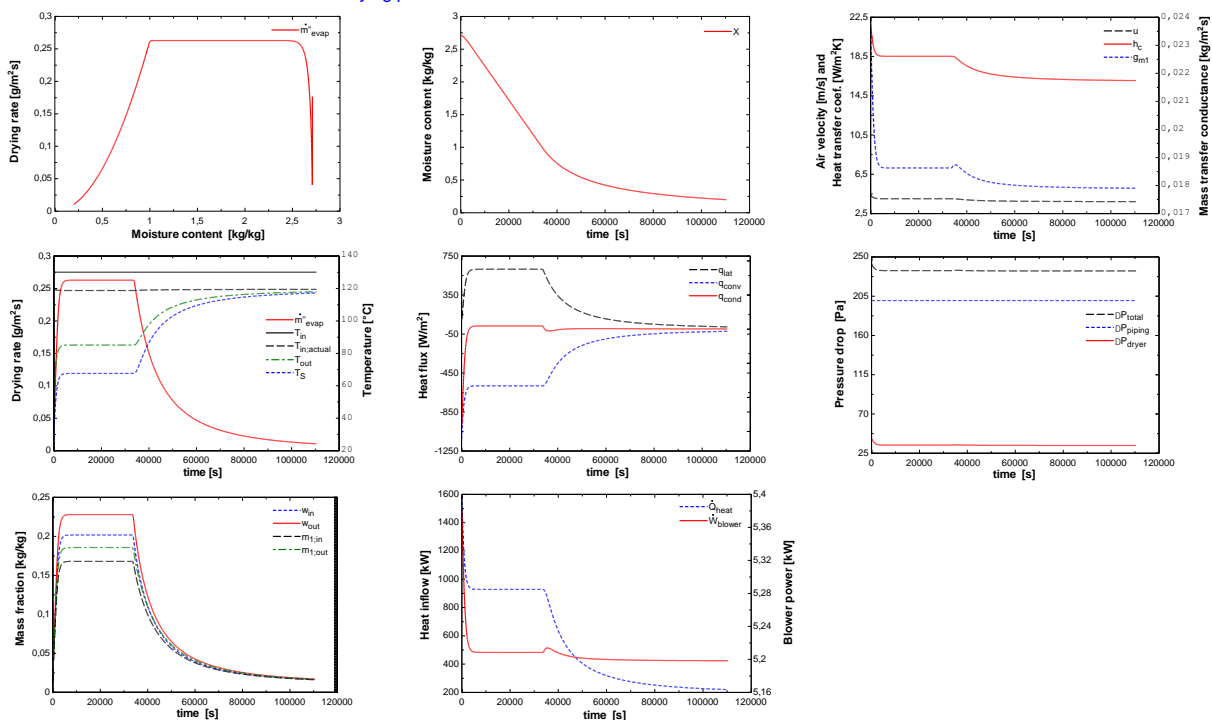 0,3
0,25
0,2
0,15
0,1
0,05
0
0 0,5 1 1,5 2 2,5 3
Moisture content [kg/kg]
Drying rate [g/m²s]
ṁ"evap
3
2,5
2
1,5
1
0,5
0
0 20000 40000 60000 80000 100000 120000
time [s]
Moisture content [kg/kg]
X
22,5
18,5
14,5
10,5
6,5
2,5
0 20000 40000 60000 80000 100000 120000
time [s]
Air velocity [m/s] and
Heat transfer coef. [W/m²K]
u
hc
gm1
0,024
0,023
0,022
0,02
0,019
0,018
0,017
Mass transfer conductance [kg/m²s]
0,3
0,25
0,2
0,15
0,1
0,05
0
0 20000 40000 60000 80000 100000 120000
time [s]
Drying rate [g/m²s]
ṁ"evap
Tin
Tin;actual
Tout
TS
140
120
100
80
60
40
20
Temperature [°C]
750
350
-50
-450
-850
-1250
0 20000 40000 60000 80000 100000 120000
time [s]
Heat flux [W/m²]
qlat
qconv
qcond
250
205
160
115
70
25
0 20000 40000 60000 80000 100000 120000
time [s]
Pressure drop [Pa]
DPtotal
DPpiping
DPdryer
0,25
0,2
0,15
0,1
0,05
0
0 20000 40000 60000 80000 100000 120000
time [s]
Mass fraction [kg/kg]
win
wout
m1;in
m1;out
1600
1400
1200
1000
800
600
400
200
0 20000 40000 60000 80000 100000 120000
time [s]
Heat inflow [kW]
Q̇heat
Ẇblower
5,4
5,36
5,32
5,28
5,24
5,2
5,16
Blower power [kW]